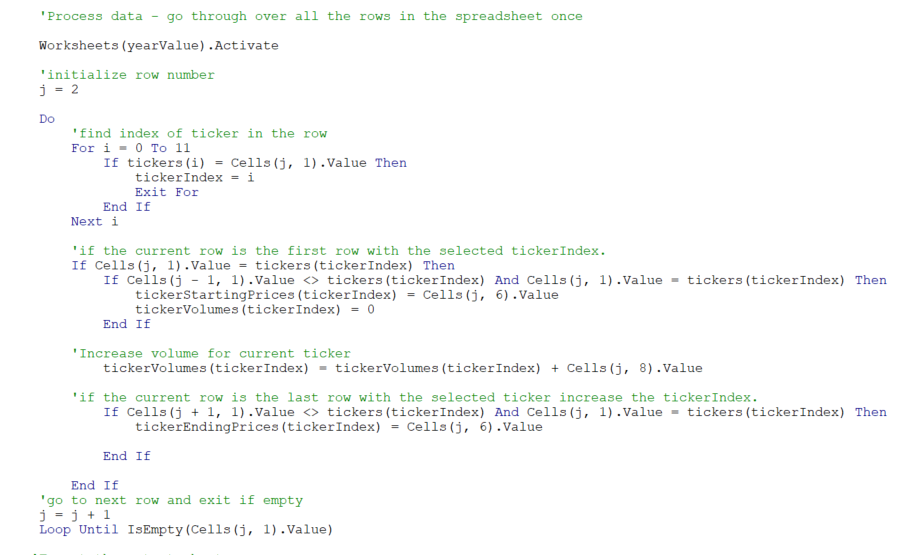 'Process data - go through over all the rows in the spreadsheet once
Worksheets(yearValue).Activate
'initialize row number
j = 2
Do
'find index of ticker in the row
For i = 0 To 11
If tickers(i) = Cells(j, 1).Value Then
tickerIndex = i
Exit For
End If
Next i
'if the current row is the first row with the selected tickerIndex.
If Cells(j, 1).Value = tickers(tickerIndex) Then
If Cells(j - 1, 1).Value <> tickers(tickerIndex) And Cells(j, 1).Value = tickers(tickerIndex) Then
tickerStartingPrices(tickerIndex) = Cells(j, 6).Value
tickerVolumes(tickerIndex) = 0
End If
'Increase volume for current ticker
tickerVolumes(tickerIndex) = tickerVolumes(tickerIndex) + Cells(j, 8).Value
'if the current row is the last row with the selected ticker increase the tickerIndex.
If Cells(j + 1, 1).Value <> tickers(tickerIndex) And Cells(j, 1).Value = tickers(tickerIndex) Then
tickerEndingPrices(tickerIndex) = Cells(j, 6).Value
End If
End If
'go to next row and exit if empty
j = j + 1
Loop Until IsEmpty(Cells(j, 1).Value)